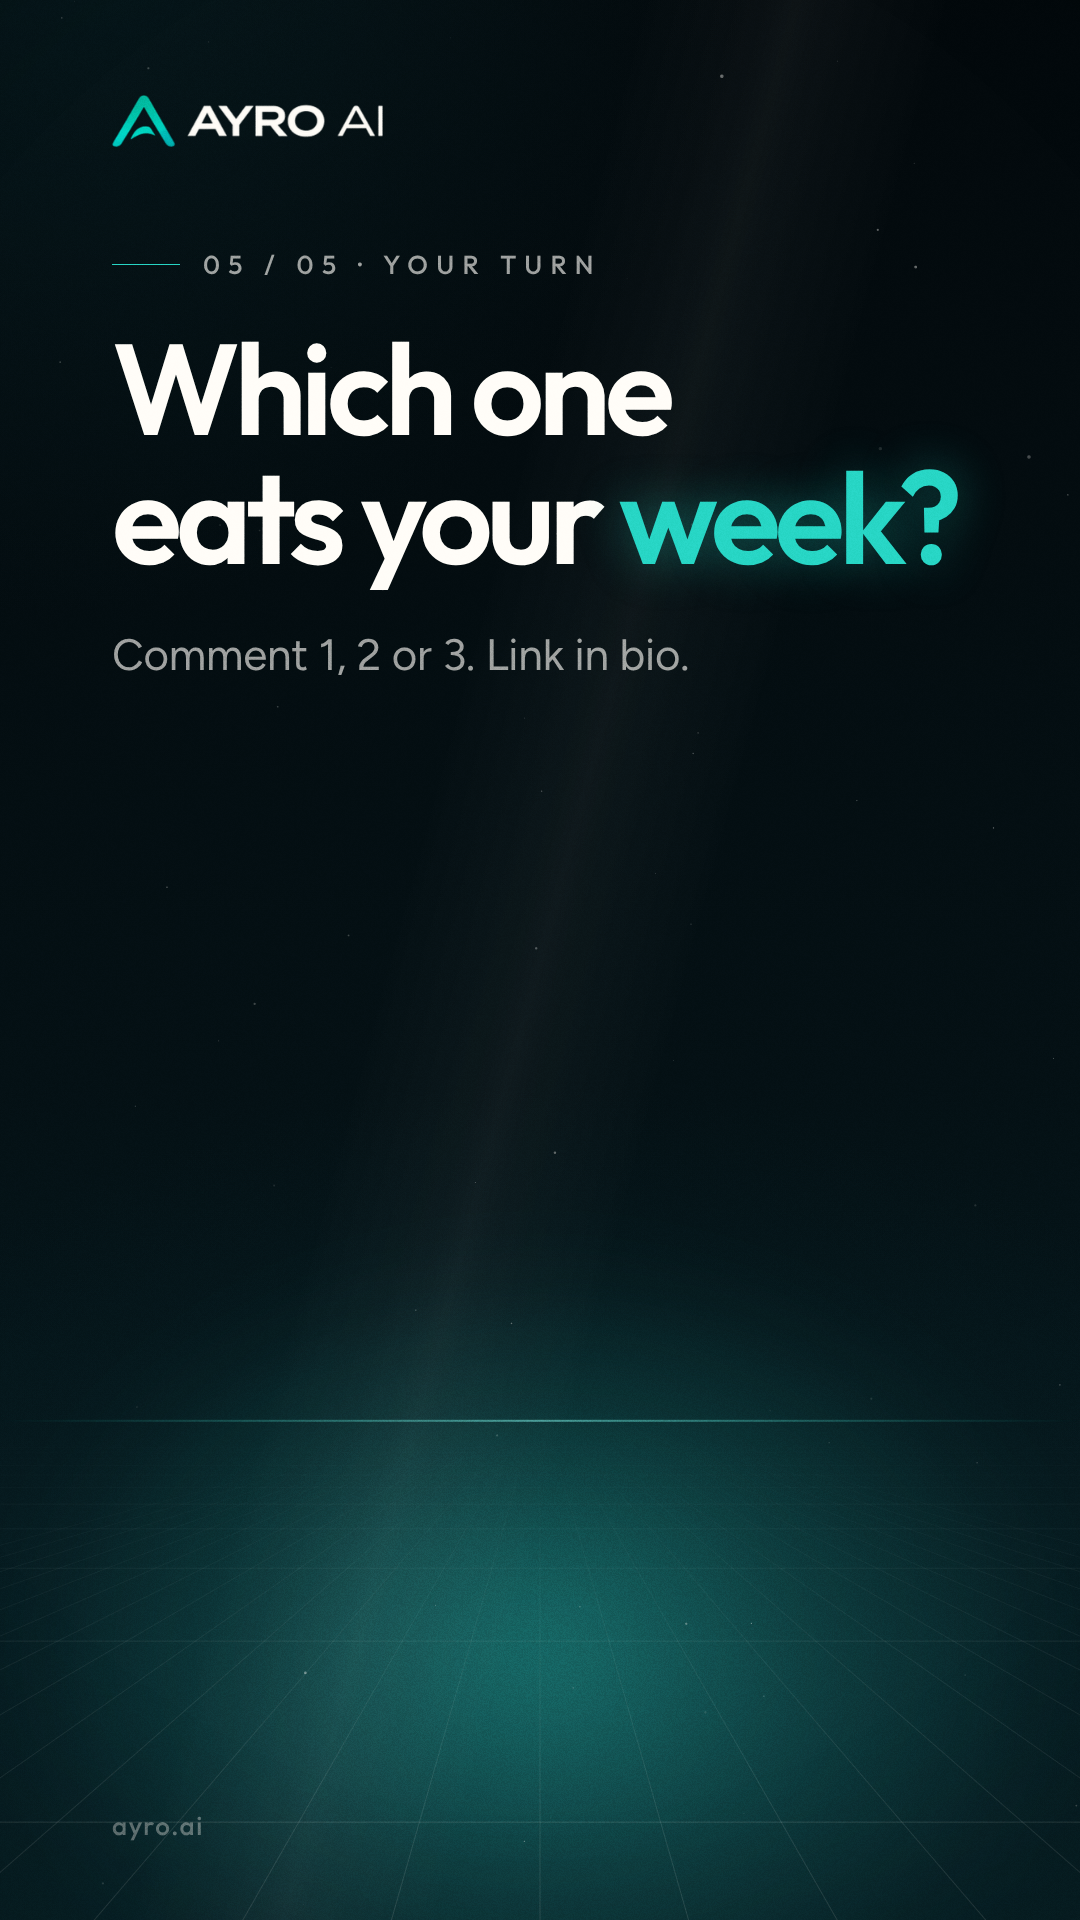 AYRO AI
05 / 05 · YOUR TURN
Which one
eats your week?
Comment 1, 2 or 3. Link in bio.
ayro.ai